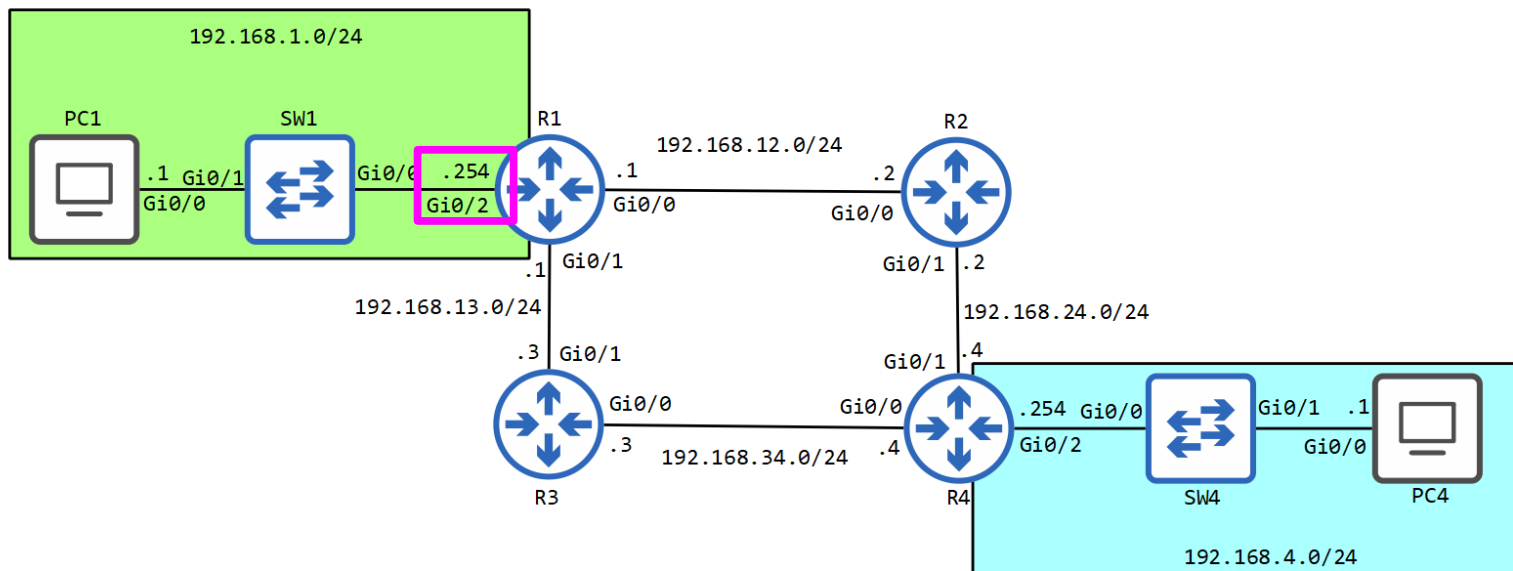 192.168.1.0/24
PC1
SW1
R1
R2
192.168.12.0/24
.1
Gi0/1
Gi0/0
.254
.1
.2
Gi0/0
Gi0/2
Gi0/0
Gi0/0
.1
Gi0/1
Gi0/1
.2
192.168.13.0/24
192.168.24.0/24
.3
Gi0/1
Gi0/1
.4
Gi0/0
Gi0/0
.254
Gi0/0
Gi0/1
.1
.3
192.168.34.0/24
.4
Gi0/2
Gi0/0
R3
R4
SW4
PC4
192.168.4.0/24